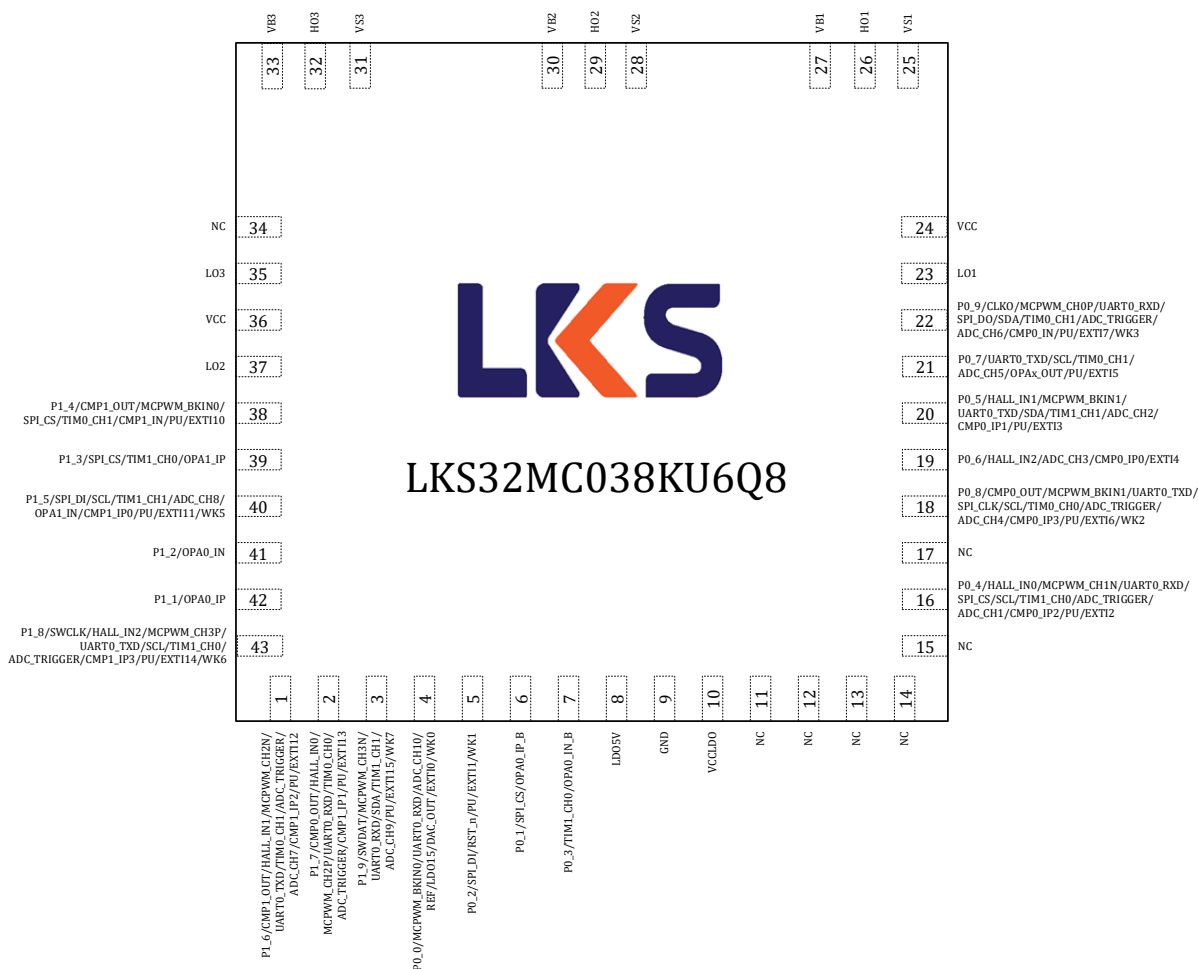 VB3
HO3
VS3
VB2
HO2
VS2
VB1
HO1
VS1
33
32
31
30
29
28
27
26
25
NC
34
LO3
35
VCC
36
LO2
37
P1_4/CMP1_OUT/MCPWM_BKIN0/
SPI_CS/TIM0_CH1/CMP1_IN/PU/EXTI10
38
P1_3/SPI_CS/TIM1_CH0/OPA1_IP
39
P1_5/SPI_DI/SCL/TIM1_CH1/ADC_CH8/
OPA1_IN/CMP1_IP0/PU/EXTI11/WK5
40
P1_2/OPA0_IN
41
P1_1/OPA0_IP
42
P1_8/SWCLK/HALL_IN2/MCPWM_CH3P/
UART0_TXD/SCL/TIM1_CH0/
ADC_TRIGGER/CMP1_IP3/PU/EXTI14/WK6
43
LKS
LKS32MC038KU6Q8
24
VCC
23
LO1
22
P0_9/CLKO/MCPWM_CH0P/UART0_RXD/
SPI_DO/SDA/TIM0_CH1/ADC_TRIGGER/
ADC_CH6/CMP0_IN/PU/EXTI7/WK3
21
P0_7/UART0_TXD/SCL/TIM0_CH1/
ADC_CH5/OPAx_OUT/PU/EXTI5
20
P0_5/HALL_IN1/MCPWM_BKIN1/
UART0_TXD/SDA/TIM1_CH1/ADC_CH2/
CMP0_IP1/PU/EXTI3
19
P0_6/HALL_IN2/ADC_CH3/CMP0_IP0/EXTI4
18
P0_8/CMP0_OUT/MCPWM_BKIN1/UART0_TXD/
SPI_CLK/SCL/TIM0_CH0/ADC_TRIGGER/
ADC_CH4/CMP0_IP3/PU/EXTI6/WK2
17
NC
16
P0_4/HALL_IN0/MCPWM_CH1N/UART0_RXD/
SPI_CS/SCL/TIM1_CH0/ADC_TRIGGER/
ADC_CH1/CMP0_IP2/PU/EXTI2
15
NC
1
2
3
4
5
6
7
8
9
10
11
12
13
14
P1_6/CMP1_OUT/HALL_IN1/MCPWM_CH2N/
UART0_TXD/TIM0_CH1/ADC_TRIGGER/
ADC_CH7/CMP1_IP2/PU/EXTI12
P1_7/CMP0_OUT/HALL_IN0/
MCPWM_CH2P/UART0_RXD/TIM0_CH0/
ADC_TRIGGER/CMP1_IP1/PU/EXTI13
P1_9/SWDAT/MCPWM_CH3N/
UART0_RXD/SDA/TIM1_CH1/
ADC_CH9/PU/EXTI15/WK7
P0_0/MCPWM_BKIN0/UART0_RXD/ADC_CH10/
REF/LDO15/DAC_OUT/EXTI0/WK0
P0_2/SPI_DI/RST_n/PU/EXTI1/WK1
P0_1/SPI_CS/OPA0_IP_B
P0_3/TIM1_CH0/OPA0_IN_B
LDO5V
GND
VCCLDO
NC
NC
NC
NC